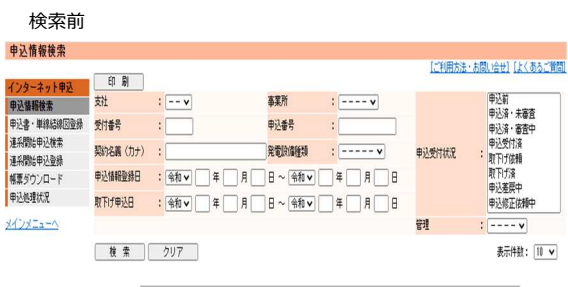 検索前
申込情報検索
[ご利用方法・お問い合せ] [よくあるご質問]
インターネット申込
申込情報検索
申込書・単線結線図登録
連系開始申込検索
連系開始申込登録
帳票ダウンロード
申込処理状況
メインメニューへ
印 刷
支社 : -- 事業所 : ----
受付番号 : 申込番号 :
契約名義（カナ） : 発電設備種類 : -----
申込情報登録日 : 令和 年 月 日 ～ 令和 年 月 日
取下げ申込日 : 令和 年 月 日 ～ 令和 年 月 日
申込受付状況 :
申込前
申込済・未審査
申込済・審査中
申込受付済
取下げ依頼
取下げ済
申込差戻中
申込修正依頼中
管理 : -----
検 索 クリア
表示件数： 10